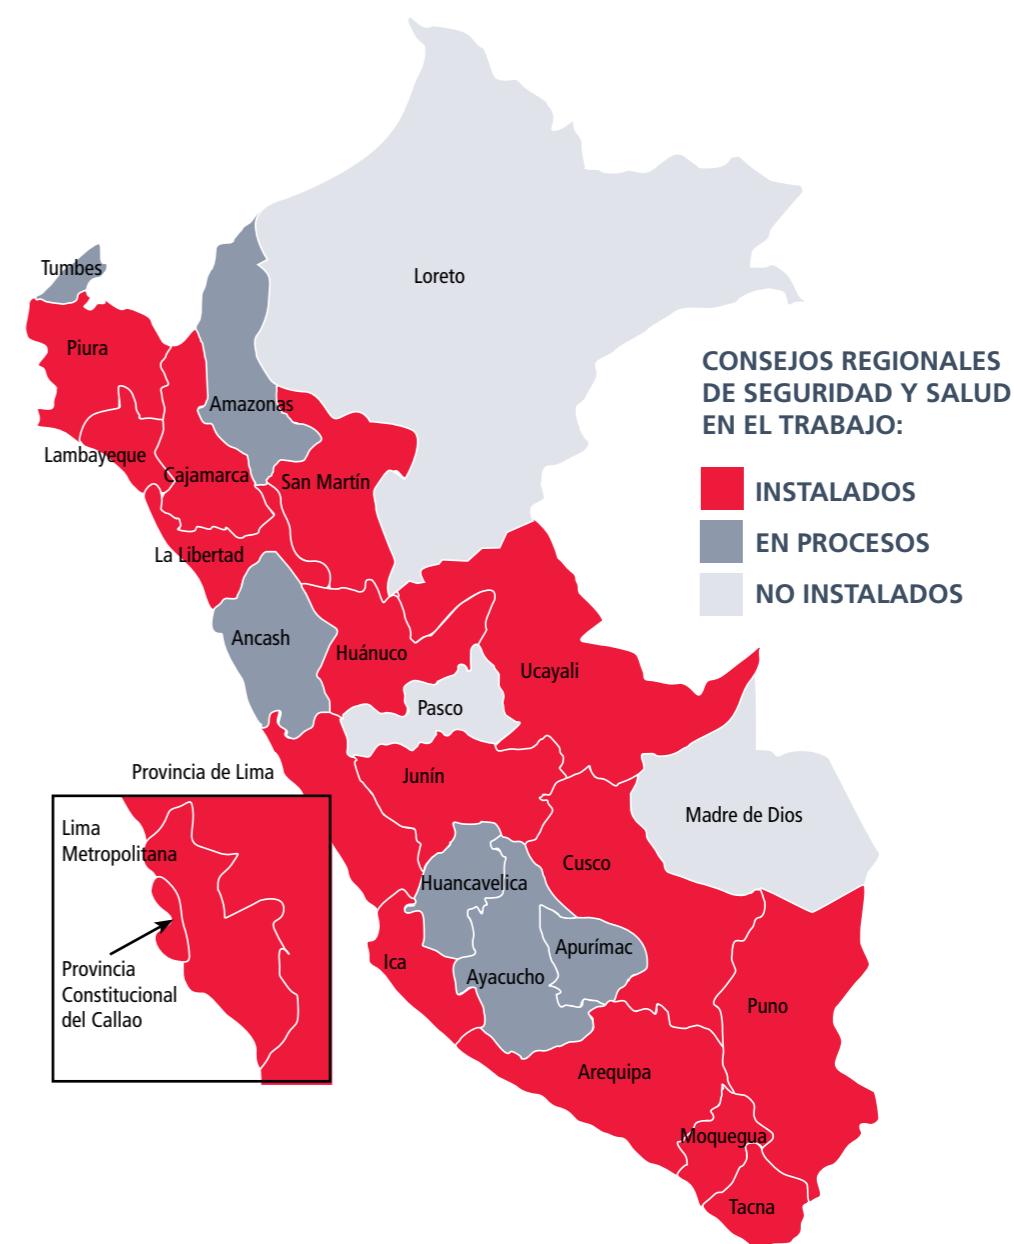 Tumbes
Loreto
Piura
CONSEJOS REGIONALES
DE SEGURIDAD Y SALUD
EN EL TRABAJO:
Amazonas
Lambayeque
Cajamarca
San Martín
INSTALADOS
EN PROCESOS
La Libertad
NO INSTALADOS
Ancash
Huánuco
Ucayali
Pasco
Provincia de Lima
Junín
Madre de Dios
Lima
Metropolitana
Cusco
Huancavelica
Apurímac
Ica
Ayacucho
Provincia
Constitucional
del Callao
Puno
Arequipa
Moquegua
Tacna